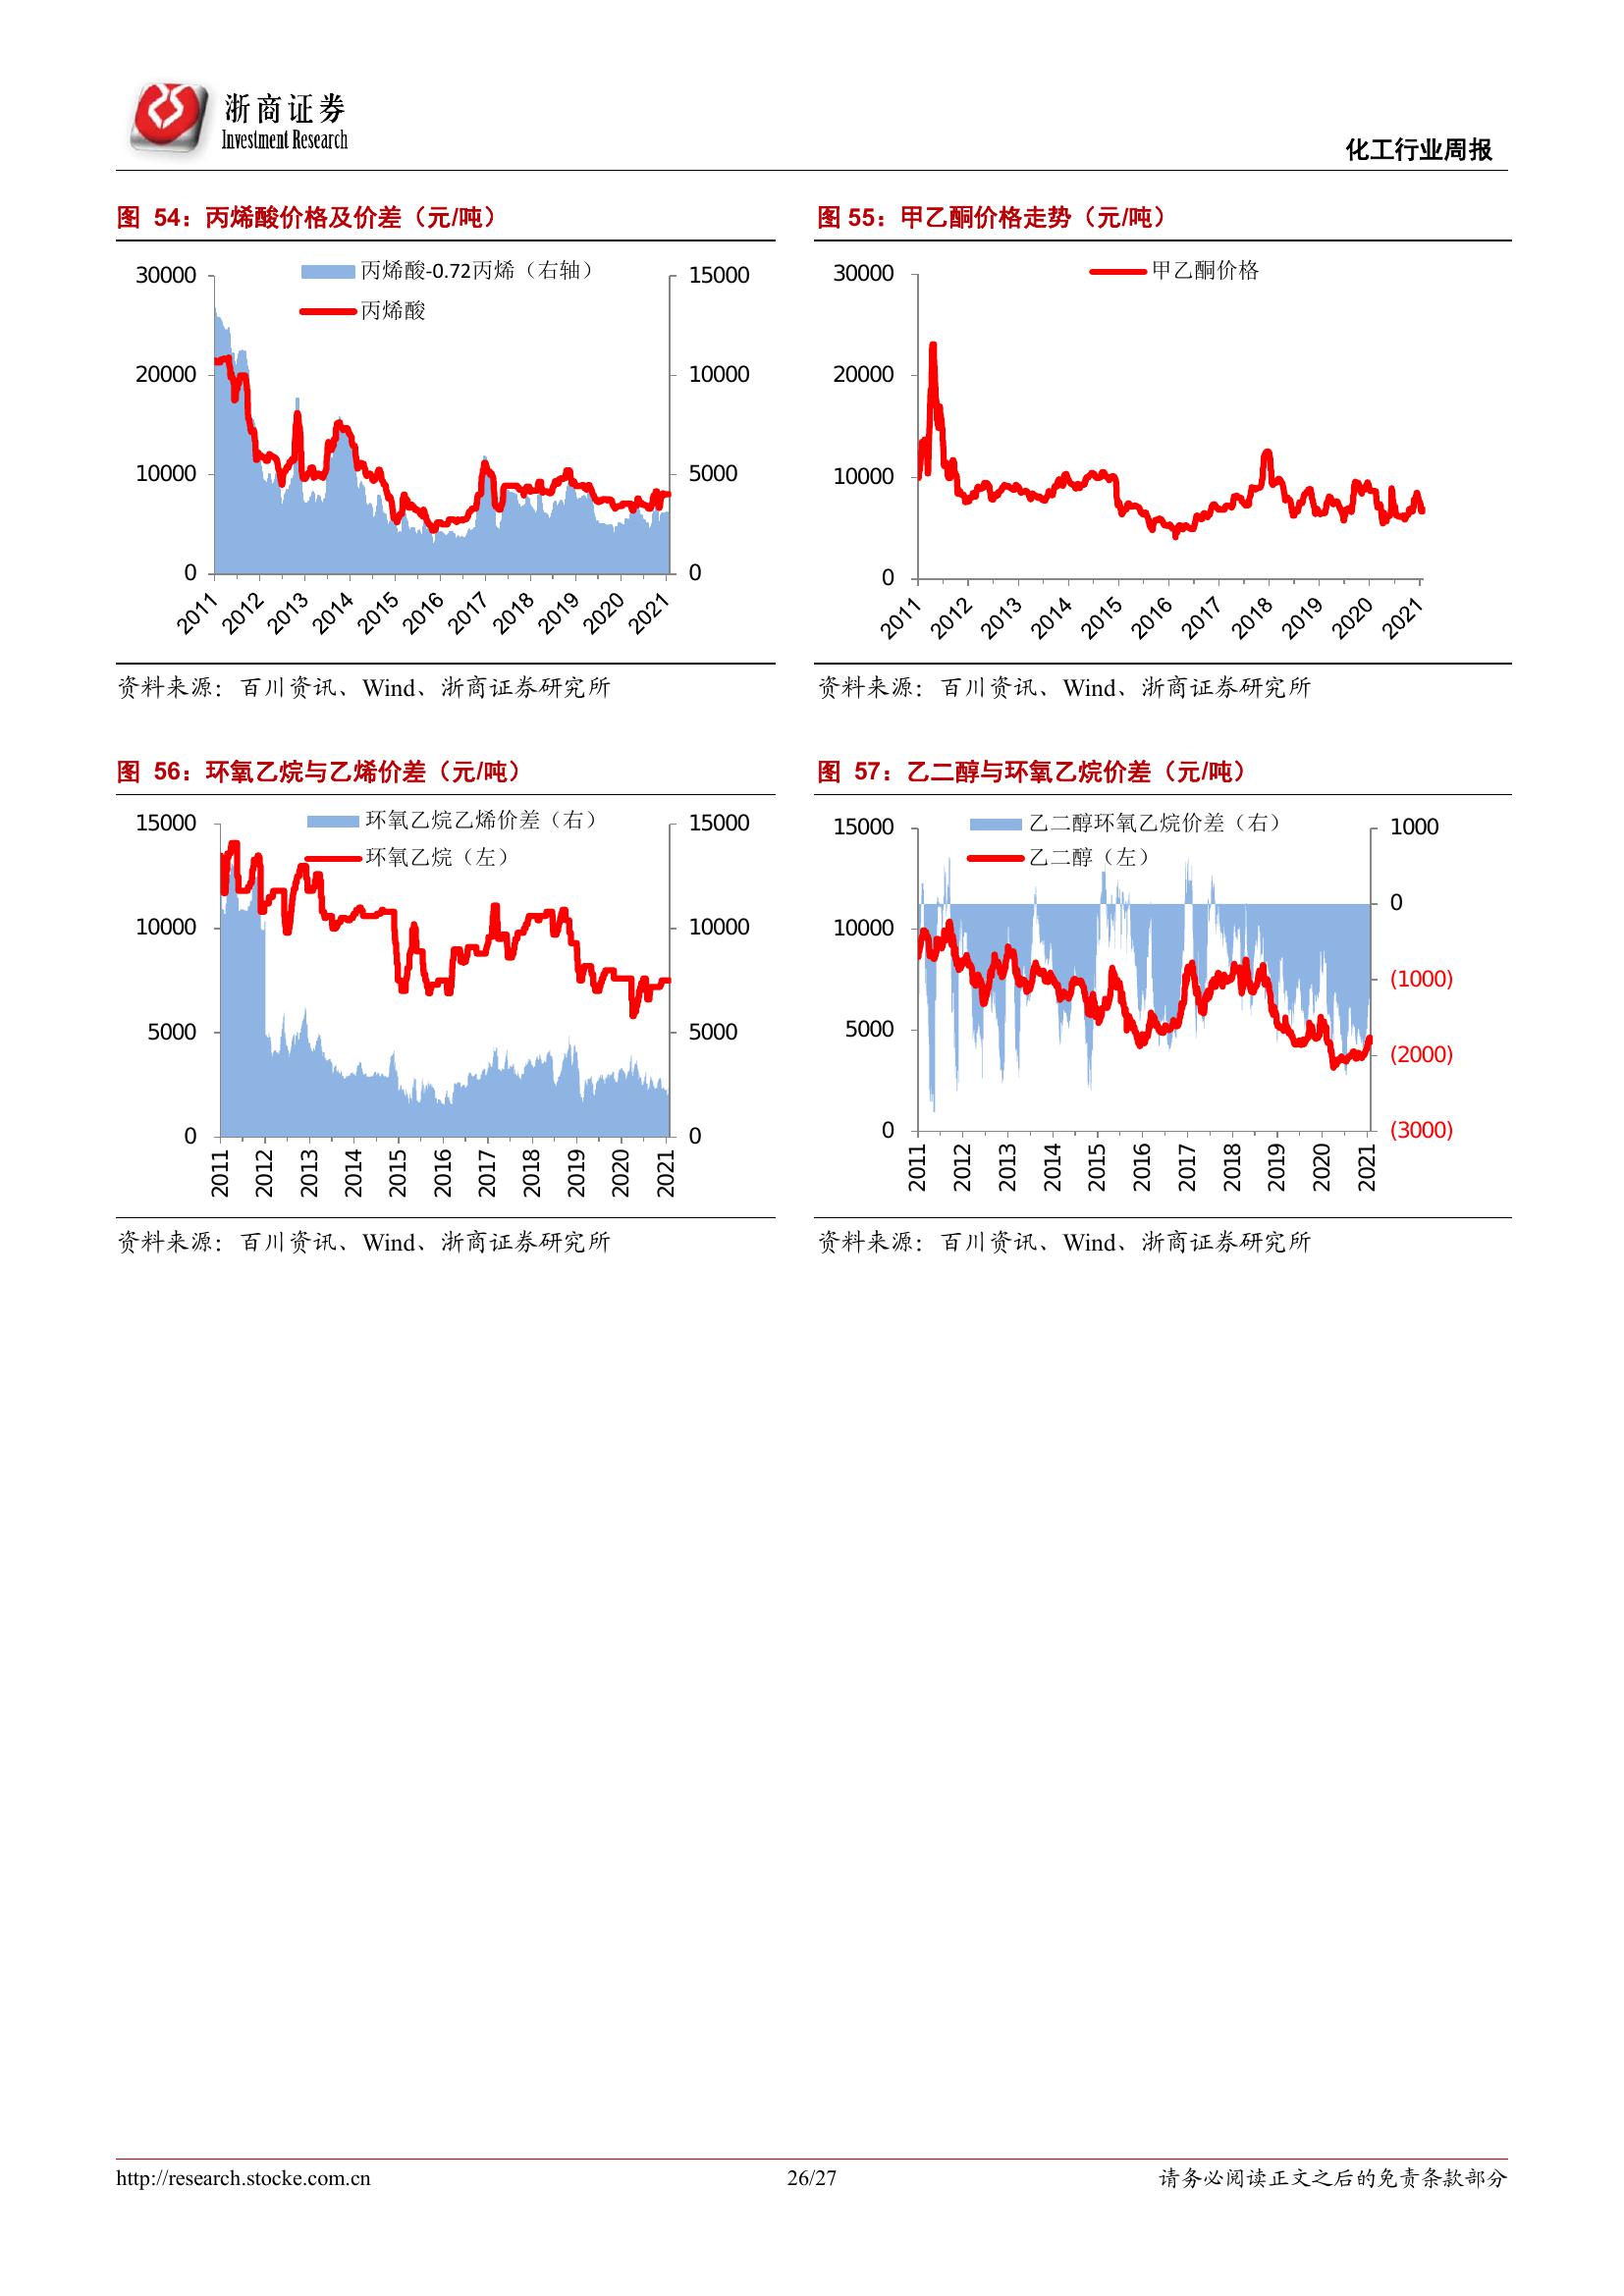 浙商证券
Investment Research
化工行业周报
图 54：丙烯酸价格及价差（元/吨）
丙烯酸-0.72丙烯（右轴）
丙烯酸
30000
20000
10000
0
15000
10000
5000
0
2011 2012 2013 2014 2015 2016 2017 2018 2019 2020 2021
资料来源：百川资讯、Wind、浙商证券研究所
图 55：甲乙酮价格走势（元/吨）
甲乙酮价格
30000
20000
10000
0
2011 2012 2013 2014 2015 2016 2017 2018 2019 2020 2021
资料来源：百川资讯、Wind、浙商证券研究所
图 56：环氧乙烷与乙烯价差（元/吨）
环氧乙烷乙烯价差（右）
环氧乙烷（左）
15000
10000
5000
0
15000
10000
5000
0
2011 2012 2013 2014 2015 2016 2017 2018 2019 2020 2021
资料来源：百川资讯、Wind、浙商证券研究所
图 57：乙二醇与环氧乙烷价差（元/吨）
乙二醇环氧乙烷价差（右）
乙二醇（左）
15000
10000
5000
0
1000
0
(1000)
(2000)
(3000)
2011 2012 2013 2014 2015 2016 2017 2018 2019 2020 2021
资料来源：百川资讯、Wind、浙商证券研究所
http://research.stocke.com.cn
26/27
请务必阅读正文之后的免责条款部分